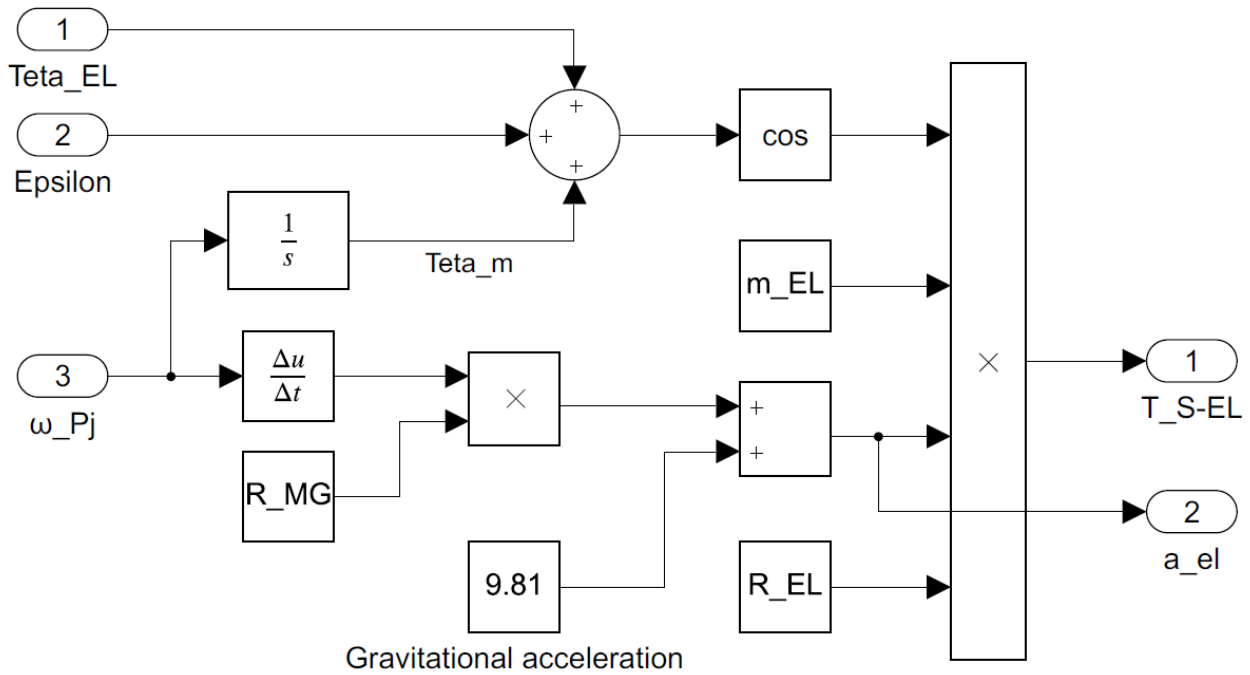 1
Teta_EL
+
cos
2
+
+
Epsilon
1
s
Teta_m
m_EL
3
Δu
Δt
×
+
×
1
ω_Pj
+
T_S-EL
R_MG
2
9.81
R_EL
a_el
Gravitational accleration